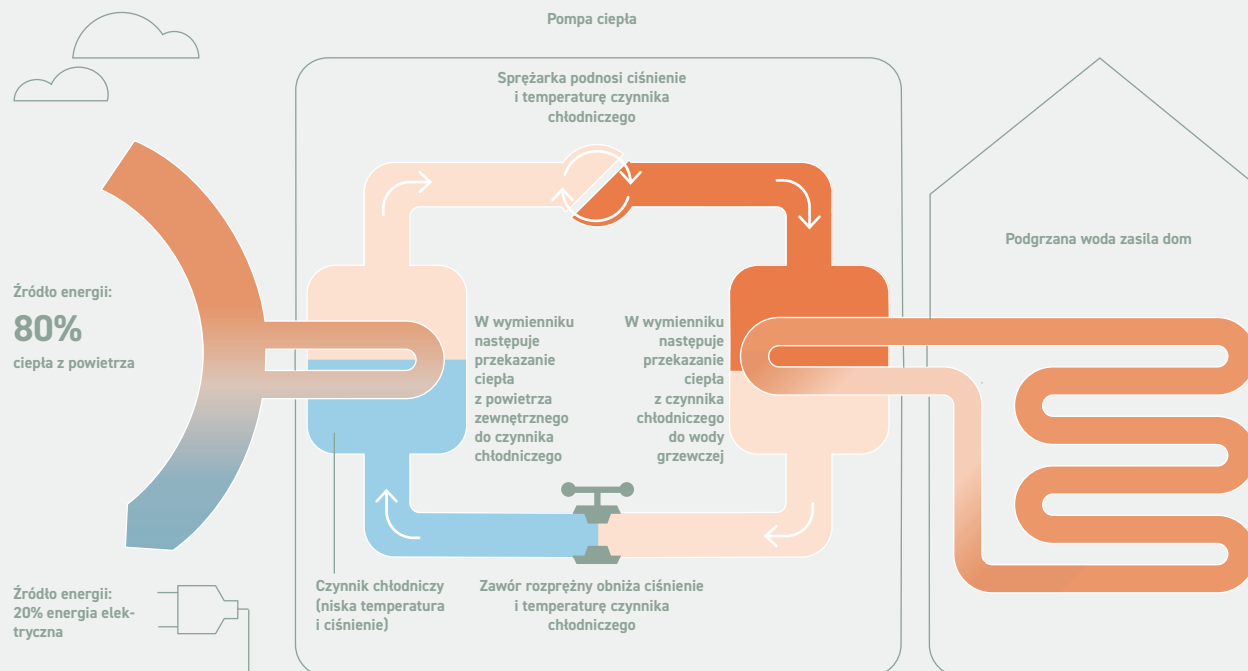 Pompa ciepła
Sprężarka podnosi ciśnienie
i temperaturę czynnika
chłodniczego
Podgrzana woda zasila dom
Źródło energii:
80%
ciepła z powietrza
W wymienniku
następuje
przekazanie
ciepła
z powietrza
zewnętrznego
do czynnika
chłodniczego
W wymienniku
następuje
przekazanie
ciepła
z czynnika
chłodniczego
do wody
grzewczej
Źródło energii:
20% energia elek-
tryczna
Czynnik chłodniczy
(niska temperatura
i ciśnienie)
Zawór rozprężny obniża ciśnienie
i temperaturę czynnika
chłodniczego